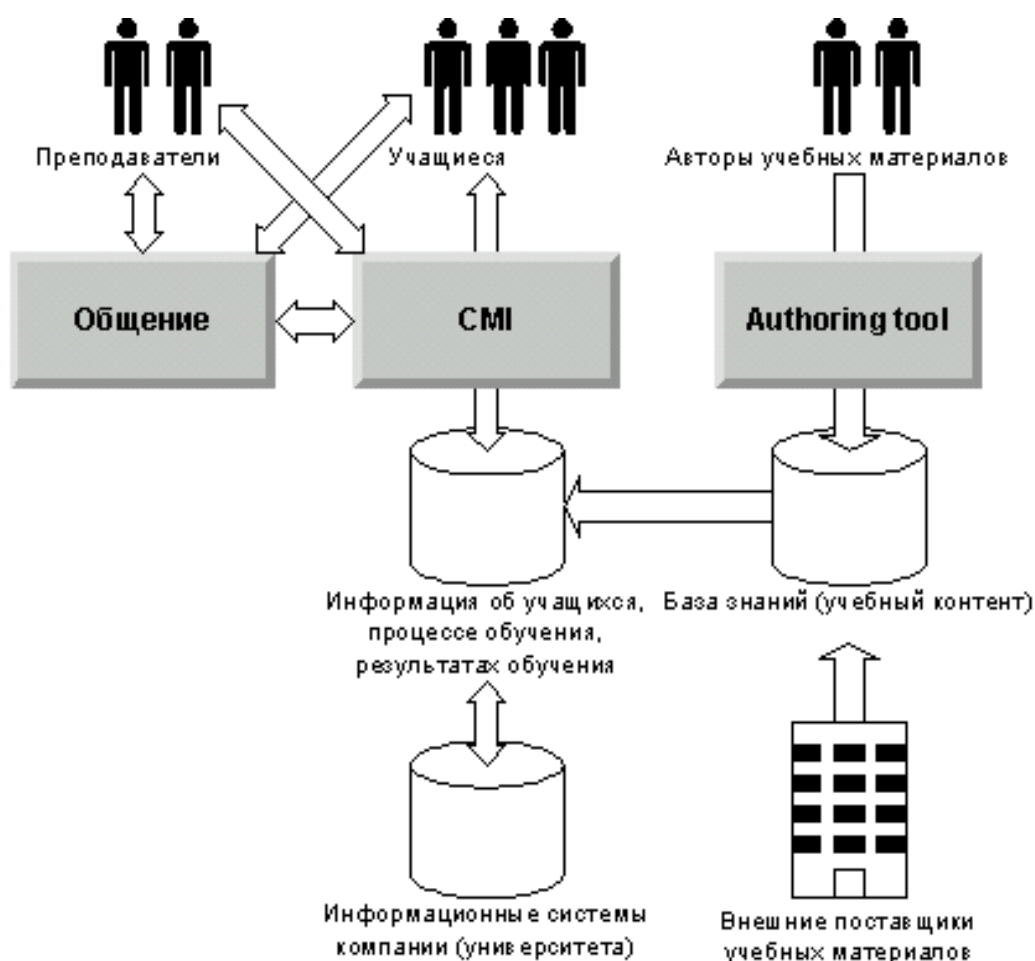 Преподаватели
Учащиеся
Авторы учебных материалов
Общение
CMI
Authoring tool
Информация об учащихся,
процессе обучения,
результатах обучения
База знаний (учебный контент)
Информационные системы
компании (университета)
Внешние поставщики
учебных материалов